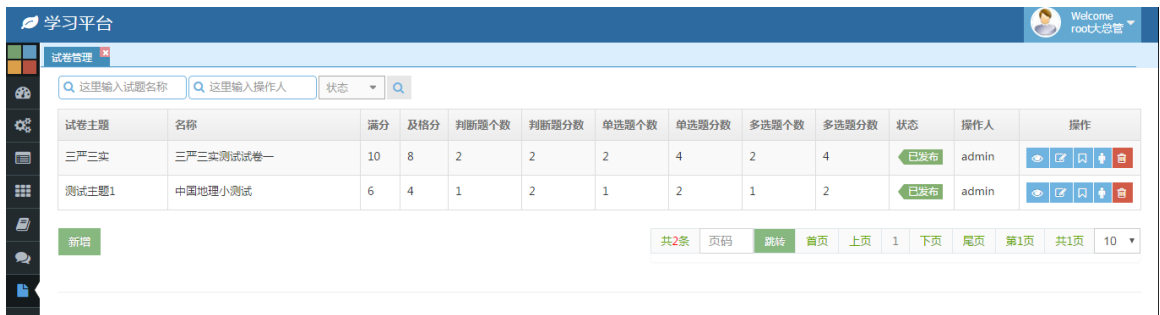 学习平台
Welcome
root大总管
试卷管理
这里输入试题名称 这里输入操作人 状态
试卷主题 名称 满分 及格分 判断题个数 判断题分数 单选题个数 单选题分数 多选题个数 多选题分数 状态 操作人 操作
三严三实 三严三实测试试卷一 10 8 2 2 2 4 2 4 已发布 admin
测试主题1 中国地理小测试 6 4 1 2 1 2 1 2 已发布 admin
新增 共2条 页码 跳转 首页 上页 1 下页 尾页 第1页 共1页 10